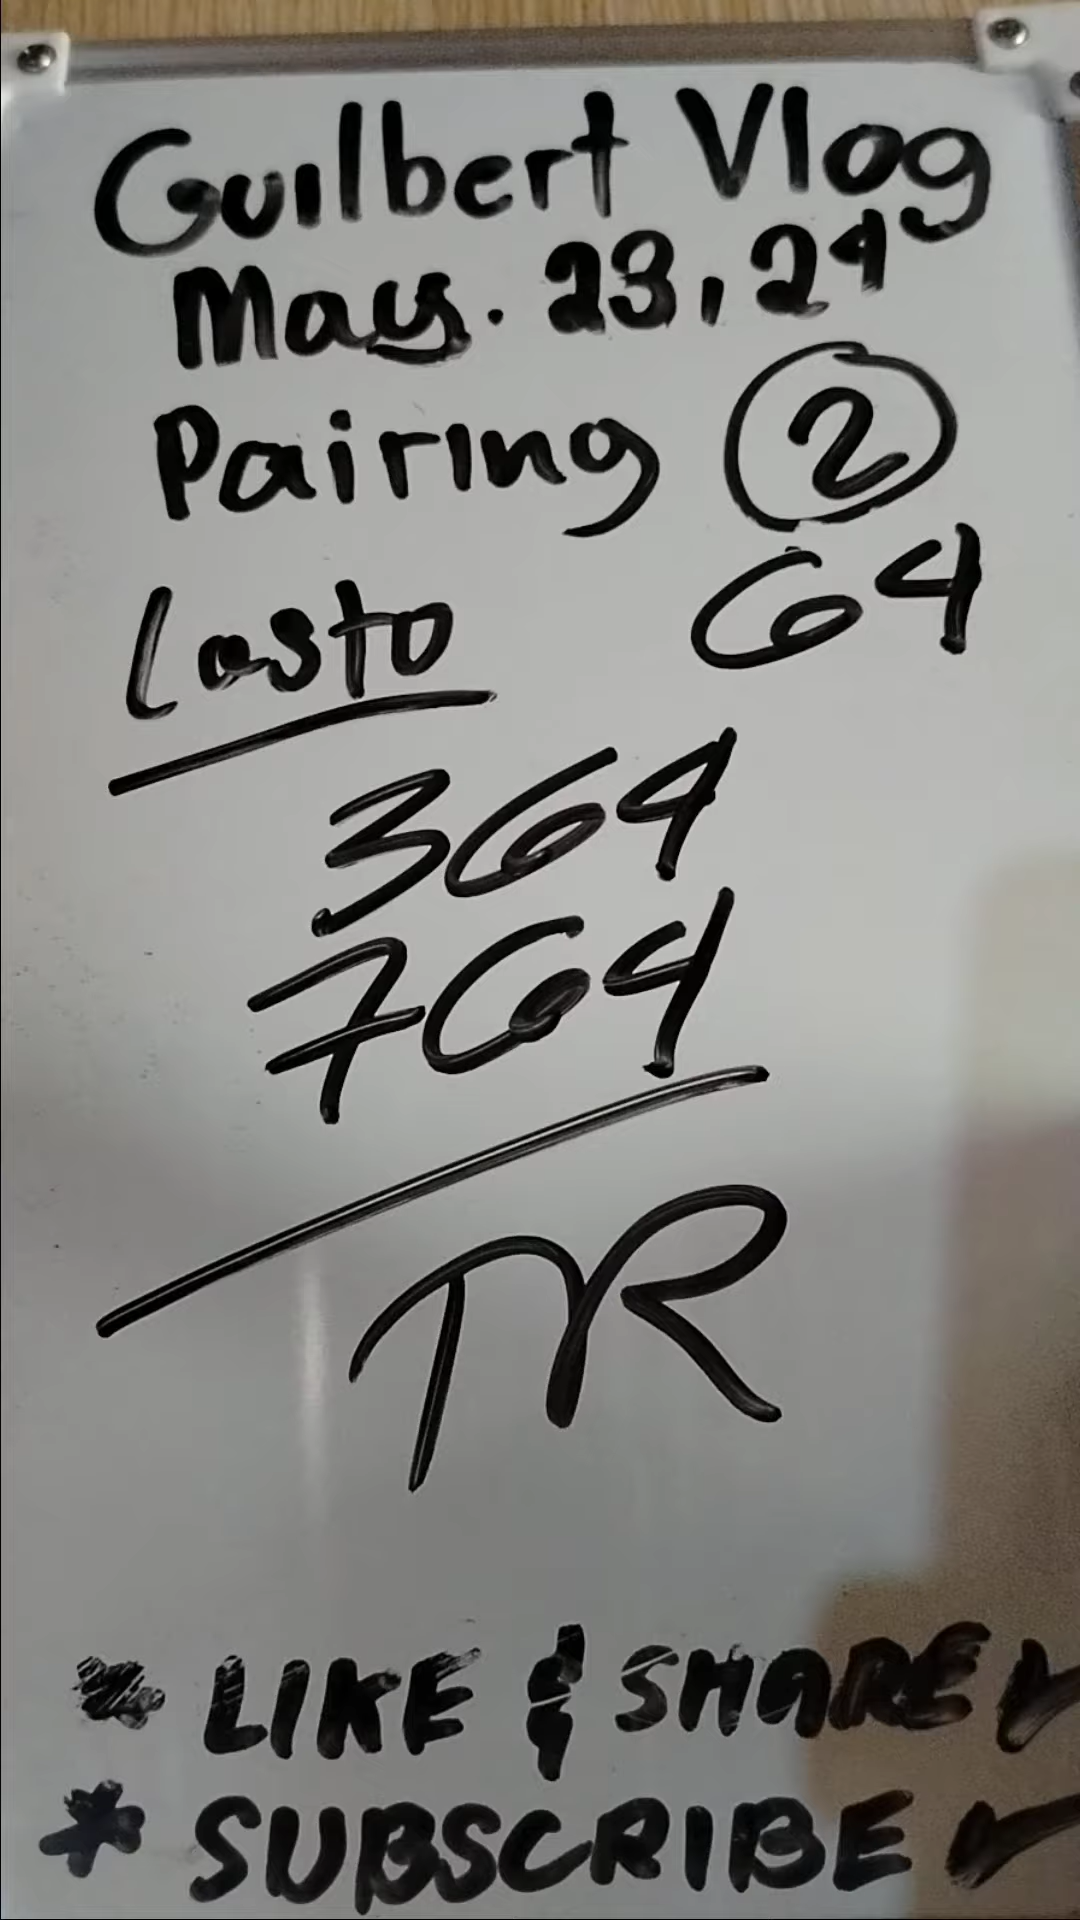 Guilbert Vlog
May. 23, 24
Pairing 2
Lasto 64
364
764
TR
* LIKE & SHARE ✓
* SUBSCRIBE ✓